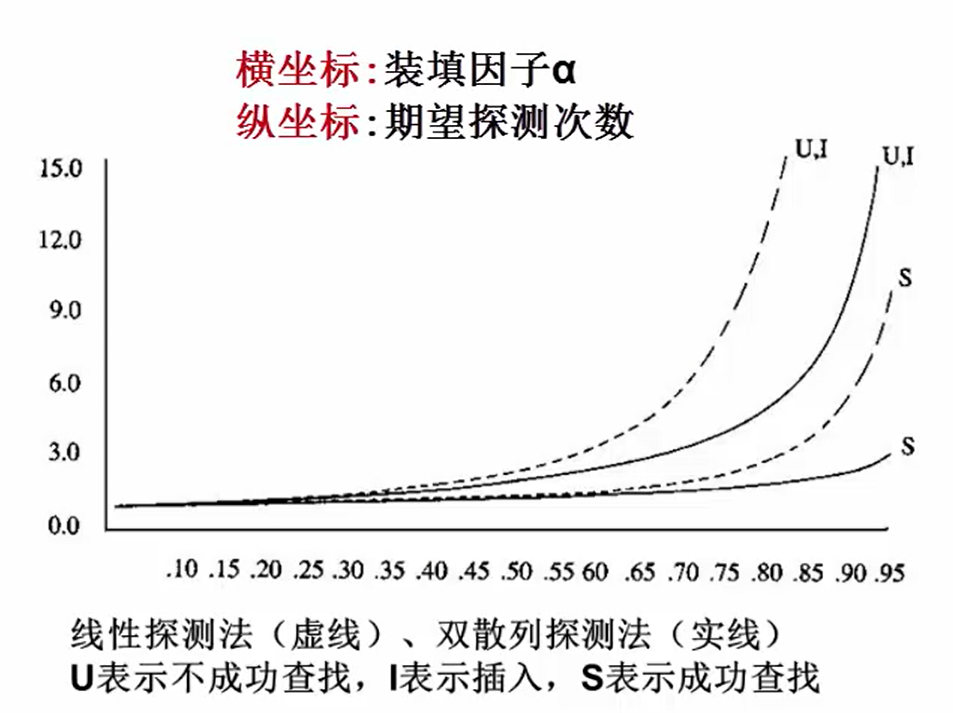 横坐标:装填因子α
纵坐标:期望探测次数
U,I
U,I
15.0
12.0
S
9.0
6.0
S
3.0
0.0
.10 .15 .20 .25 .30 .35 .40 .45 .50 .55 60 .65 .70 .75 .80 .85 .90 .95
线性探测法（虚线）、双散列探测法（实线）
U表示不成功查找，I表示插入，S表示成功查找